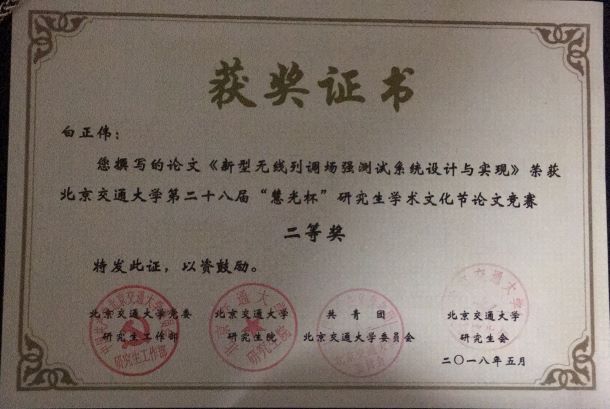 获奖证书
白正伟：
您撰写的论文《新型无线列调场强测试系统设计与实现》荣获
北京交通大学第二十八届“慧光杯”研究生学术文化节论文竞赛
二等奖
特发此证，以资鼓励。
北京交通大学党委 北京交通大学 共青团 北京交通大学
研究生工作部 研究生院 北京交通大学委员会 研究生会
二〇一八年五月